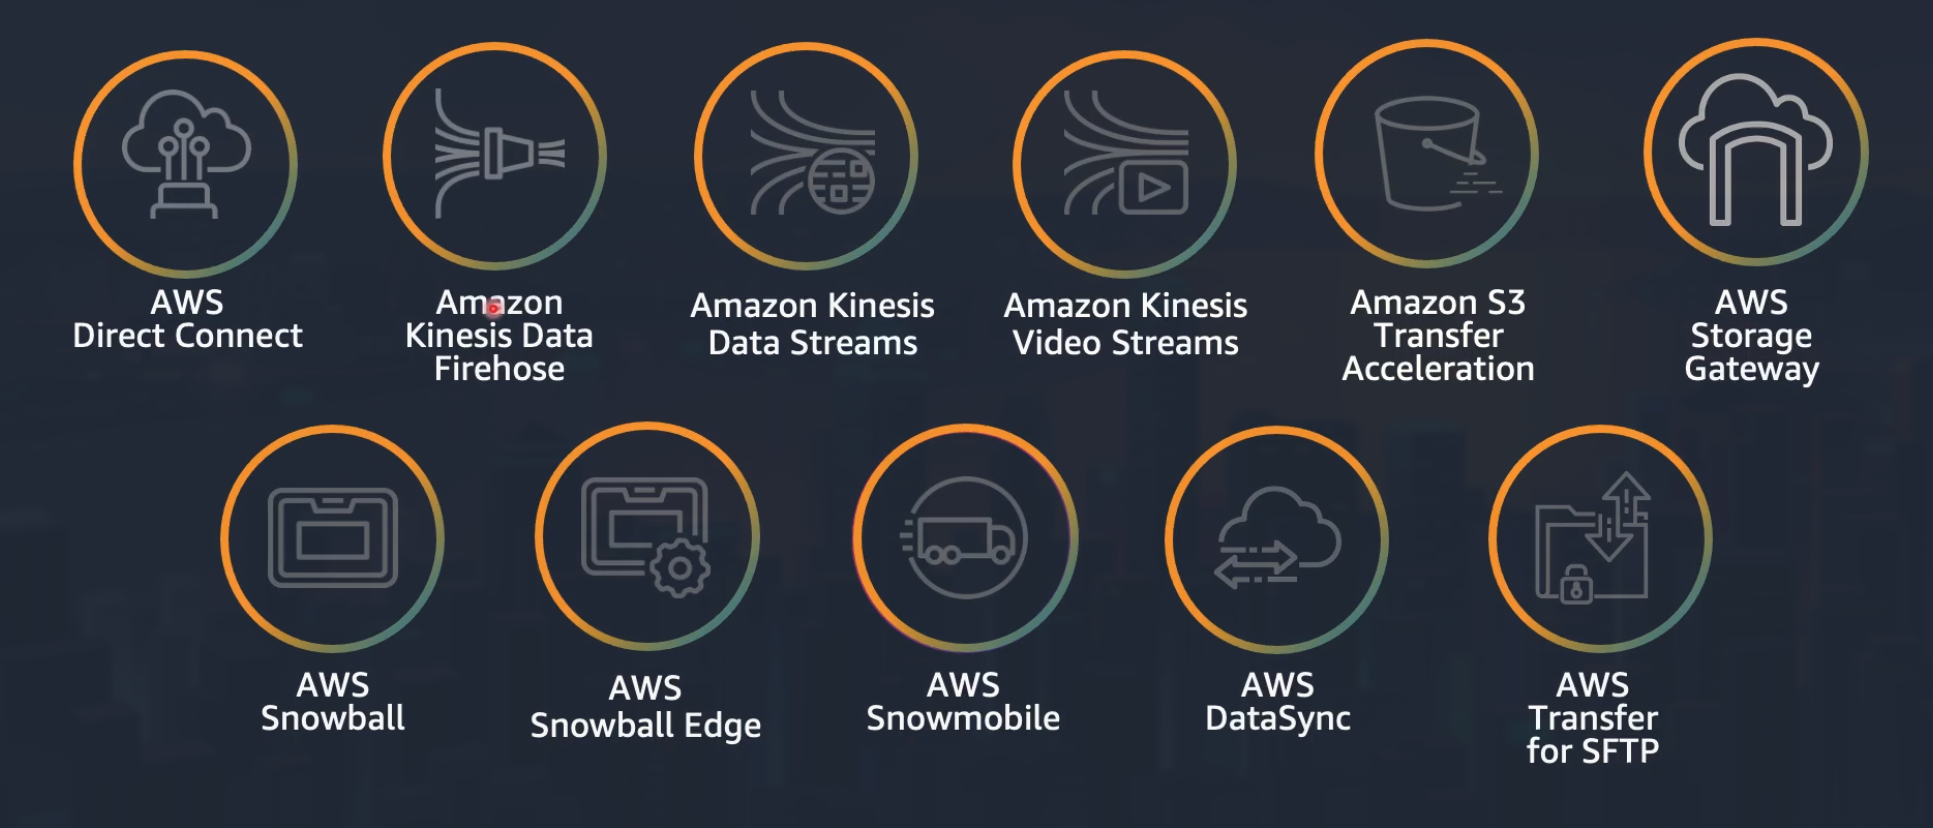 AWS
Direct Connect
Amazon
Kinesis Data
Firehose
Amazon Kinesis
Data Streams
Amazon Kinesis
Video Streams
Amazon S3
Transfer
Acceleration
AWS
Storage
Gateway
AWS
Snowball
AWS
Snowball Edge
AWS
Snowmobile
AWS
DataSync
AWS
Transfer
for SFTP